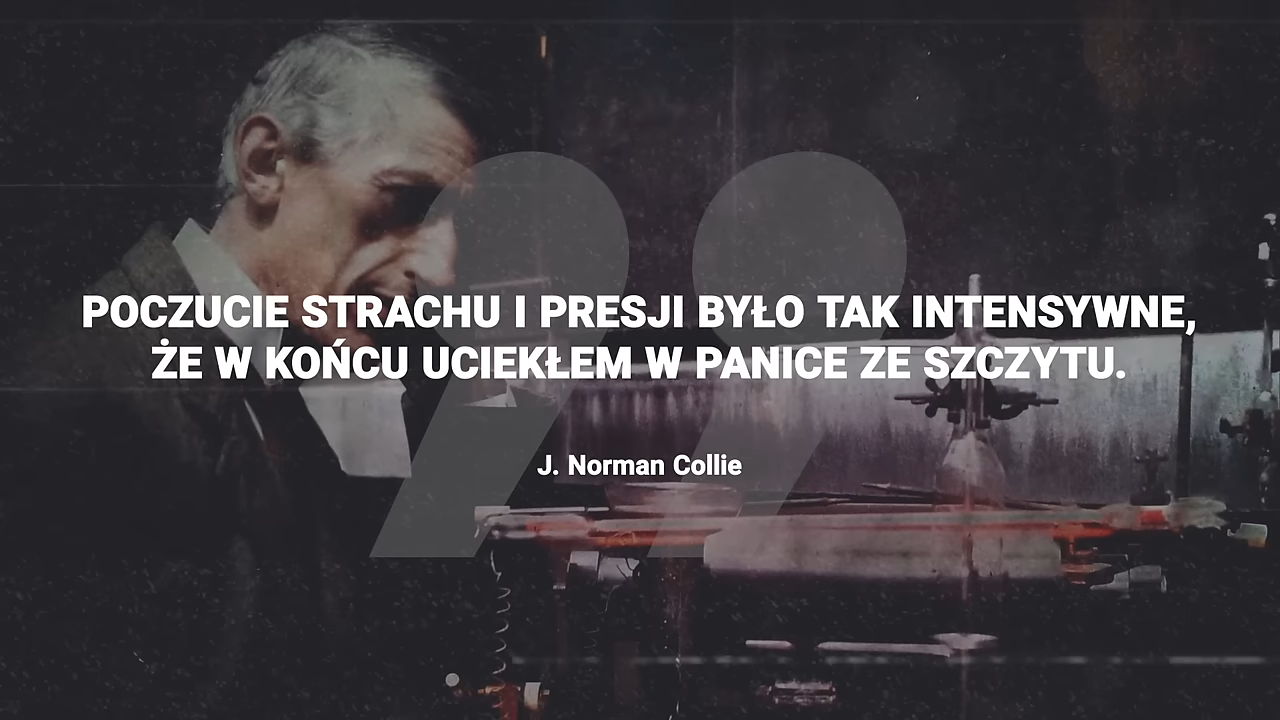 POCZUCIE STRACHU I PRESJI BYŁO TAK INTENSYWNE,
ŻE W KOŃCU UCIEKŁEM W PANICE ZE SZCZYTU.
J. Norman Collie